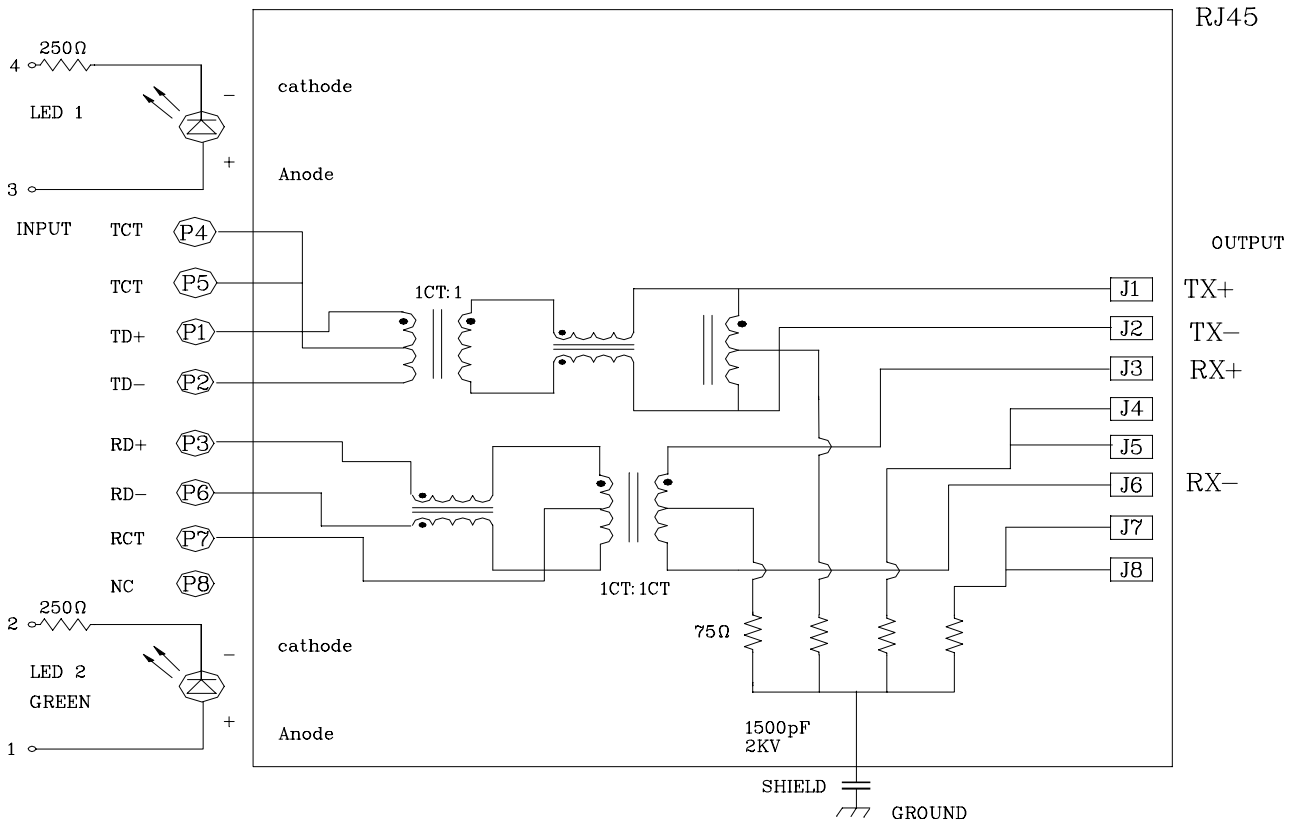 RJ45
250Ω
4
LED 1
−
+
cathode
Anode
3
INPUT
TCT P4
OUTPUT
TCT P5
1CT:1
J1 TX+
TD+ P1
J2 TX−
TD− P2
J3 RX+
J4
RD+ P3
J5
RD− P6
J6 RX−
RCT P7
J7
NC P8
1CT:1CT
J8
250Ω
2
75Ω
LED 2
GREEN
−
+
cathode
Anode
1
1500pF
2KV
SHIELD
GROUND